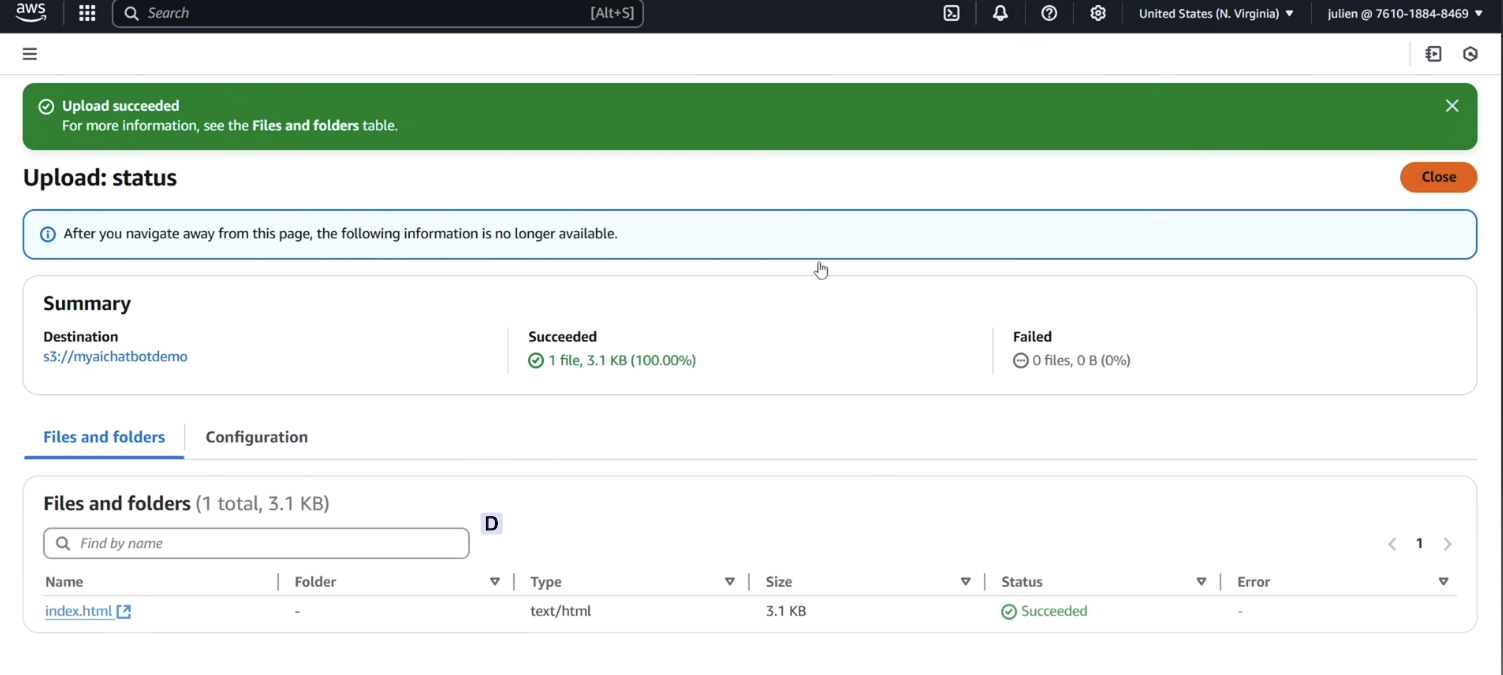 aws Search [Alt+S] United States (N. Virginia) julien @ 7610-1884-8469
Upload succeeded
For more information, see the Files and folders table.
Upload: status Close
After you navigate away from this page, the following information is no longer available.
Summary
Destination Succeeded Failed
s3://myaichatbotdemo 1 file, 3.1 KB (100.00%) 0 files, 0 B (0%)
Files and folders Configuration
Files and folders (1 total, 3.1 KB)
D
Find by name 1
Name Folder Type Size Status Error
index.html - text/html 3.1 KB Succeeded -